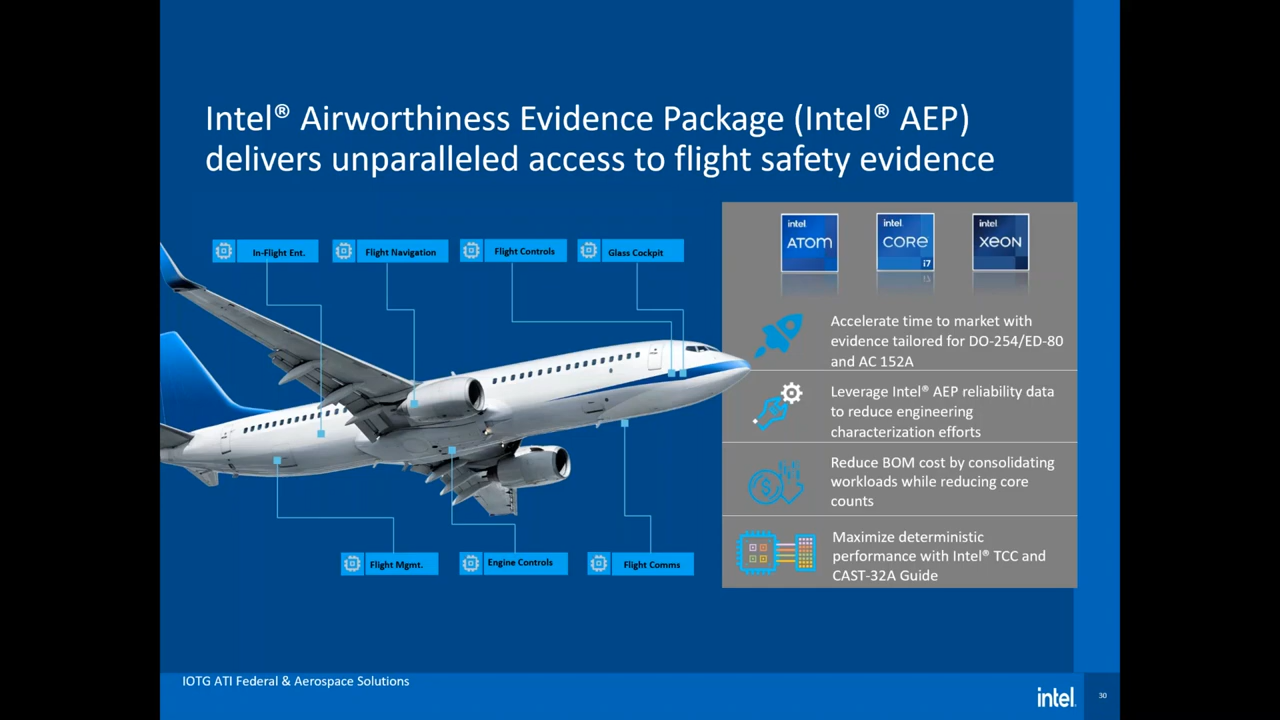 Intel® Airworthiness Evidence Package (Intel® AEP)
delivers unparalleled access to flight safety evidence
In-Flight Ent.
Flight Navigation
Flight Controls
Glass Cockpit
intel
ATOM
intel
CORE
i7
intel
XEON
Accelerate time to market with
evidence tailored for DO-254/ED-80
and AC 152A
Leverage Intel® AEP reliability data
to reduce engineering
characterization efforts
Reduce BOM cost by consolidating
workloads while reducing core
counts
Maximize deterministic
performance with Intel® TCC and
CAST-32A Guide
Flight Mgmt.
Engine Controls
Flight Comms
IOTG ATI Federal & Aerospace Solutions
intel.
30